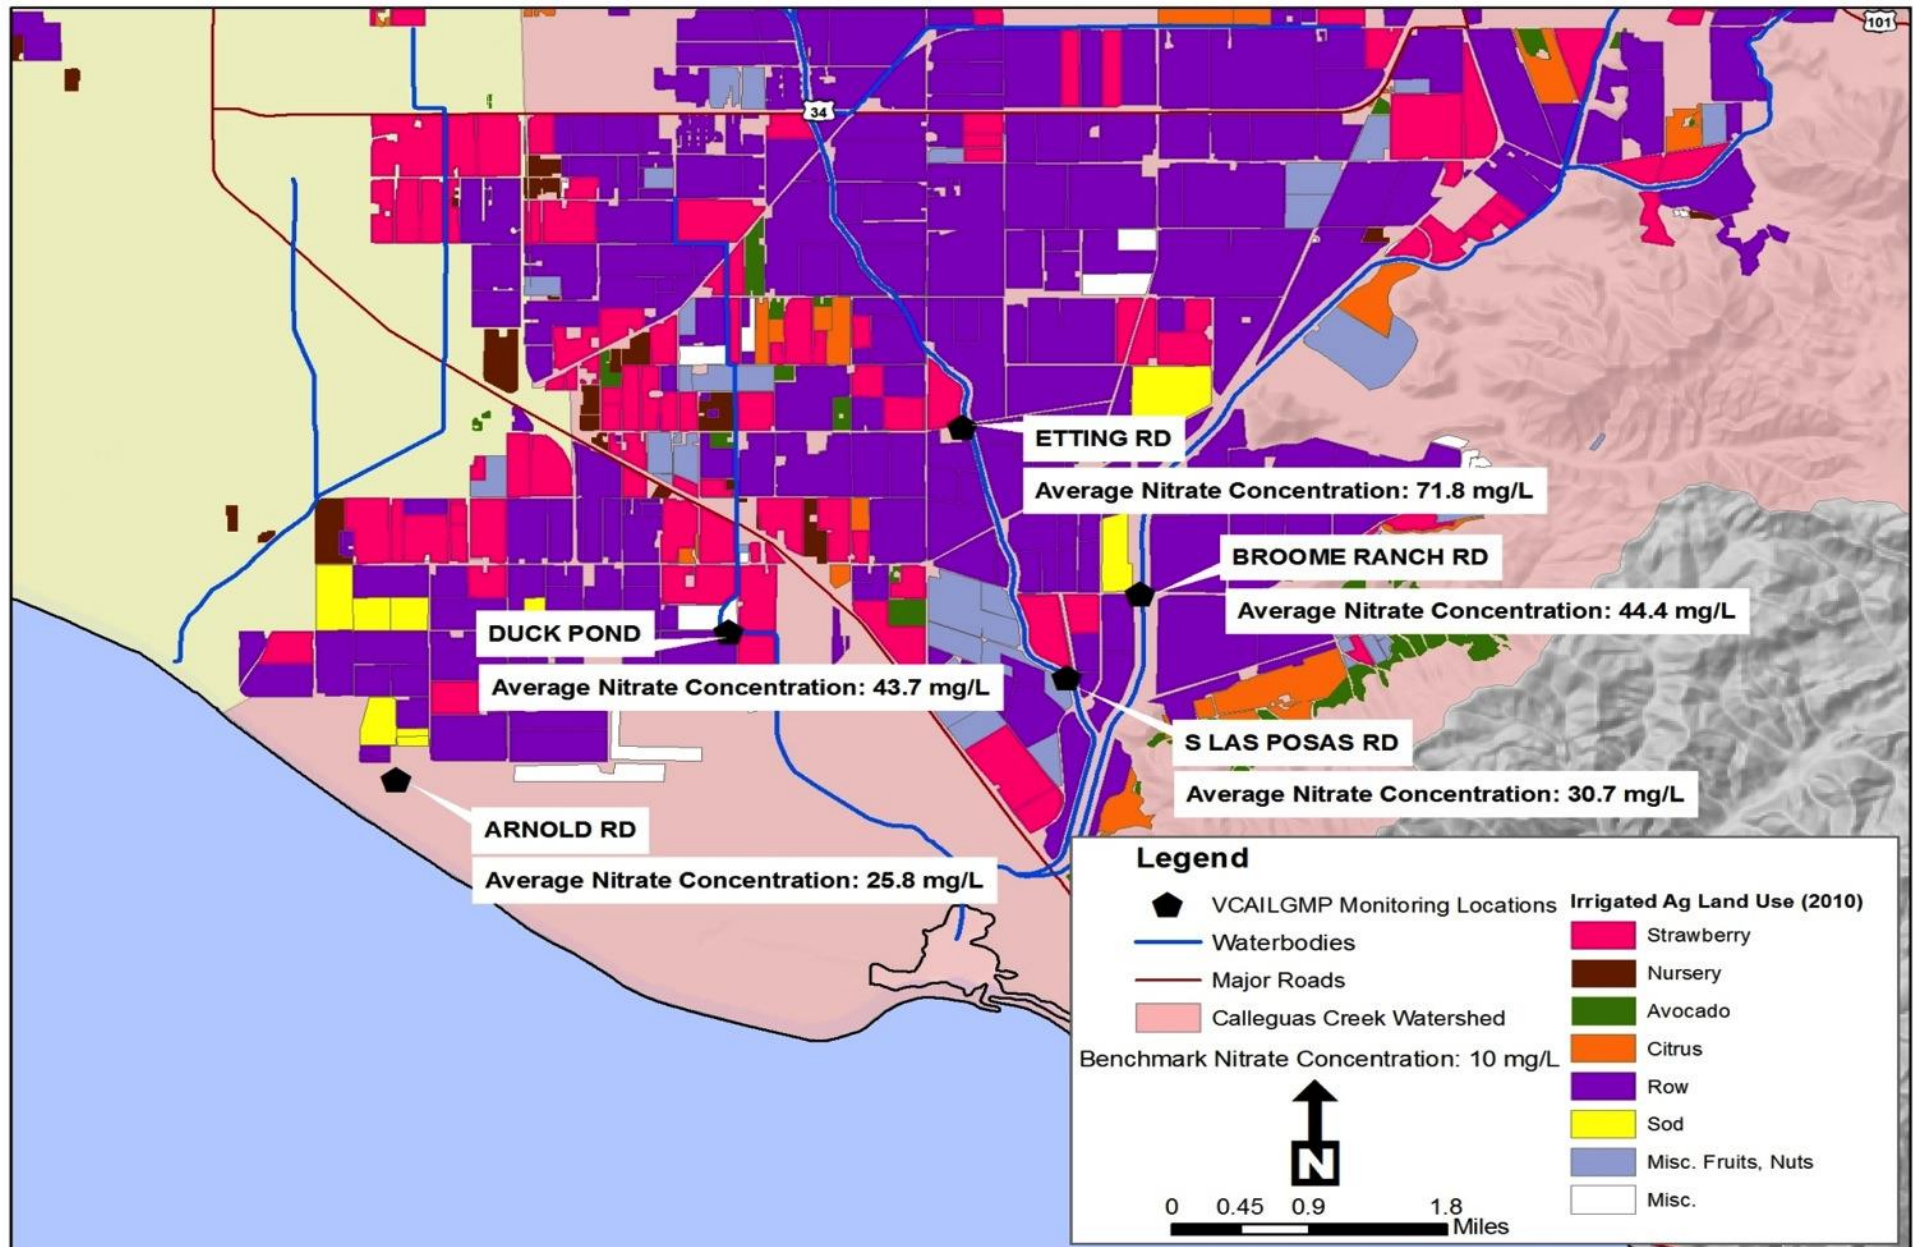 101
34
ETTING RD
Average Nitrate Concentration: 71.8 mg/L
BROOME RANCH RD
Average Nitrate Concentration: 44.4 mg/L
DUCK POND
Average Nitrate Concentration: 43.7 mg/L
S LAS POSAS RD
Average Nitrate Concentration: 30.7 mg/L
ARNOLD RD
Average Nitrate Concentration: 25.8 mg/L
Legend
VCAILGMP Monitoring Locations
Waterbodies
Major Roads
Calleguas Creek Watershed
Benchmark Nitrate Concentration: 10 mg/L
N
0 0.45 0.9 1.8
Miles
Irrigated Ag Land Use (2010)
Strawberry
Nursery
Avocado
Citrus
Row
Sod
Misc. Fruits, Nuts
Misc.